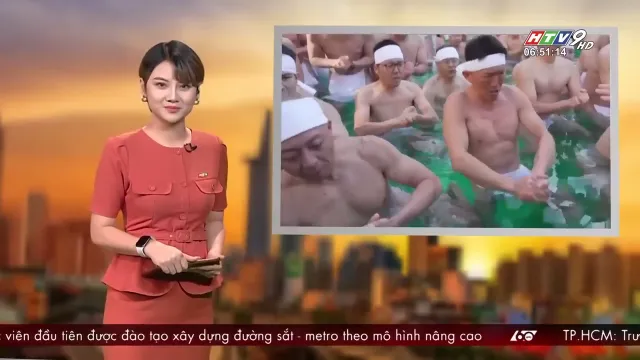 HTV9 HD
06:51:14
viên đầu tiên được đào tạo xây dựng đường sắt - metro theo mô hình nâng cao
60 TP.HCM: